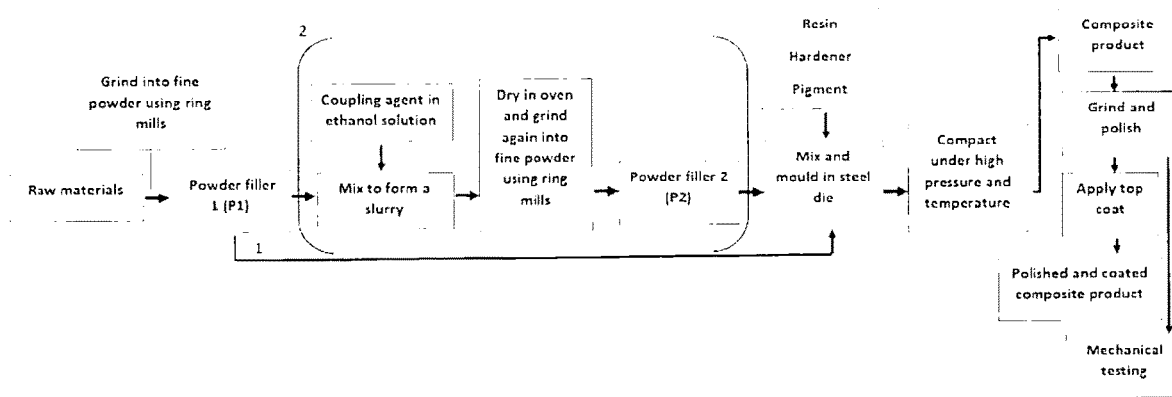 Grind into fine
powder using ring
mills
Raw materials
Powder filler
1 (P1)
1
2
Coupling agent in
ethanol solution
Mix to form a
slurry
Dry in oven
and grind
again into
fine powder
using ring
mills
Powder filler 2
(P2)
Resin
Hardener
Pigment
Mix and
mould in steel
die
Compact
under high
pressure and
temperature
Composite
product
Grind and
polish
Apply top
coat
Polished and coated
composite product
Mechanical
testing